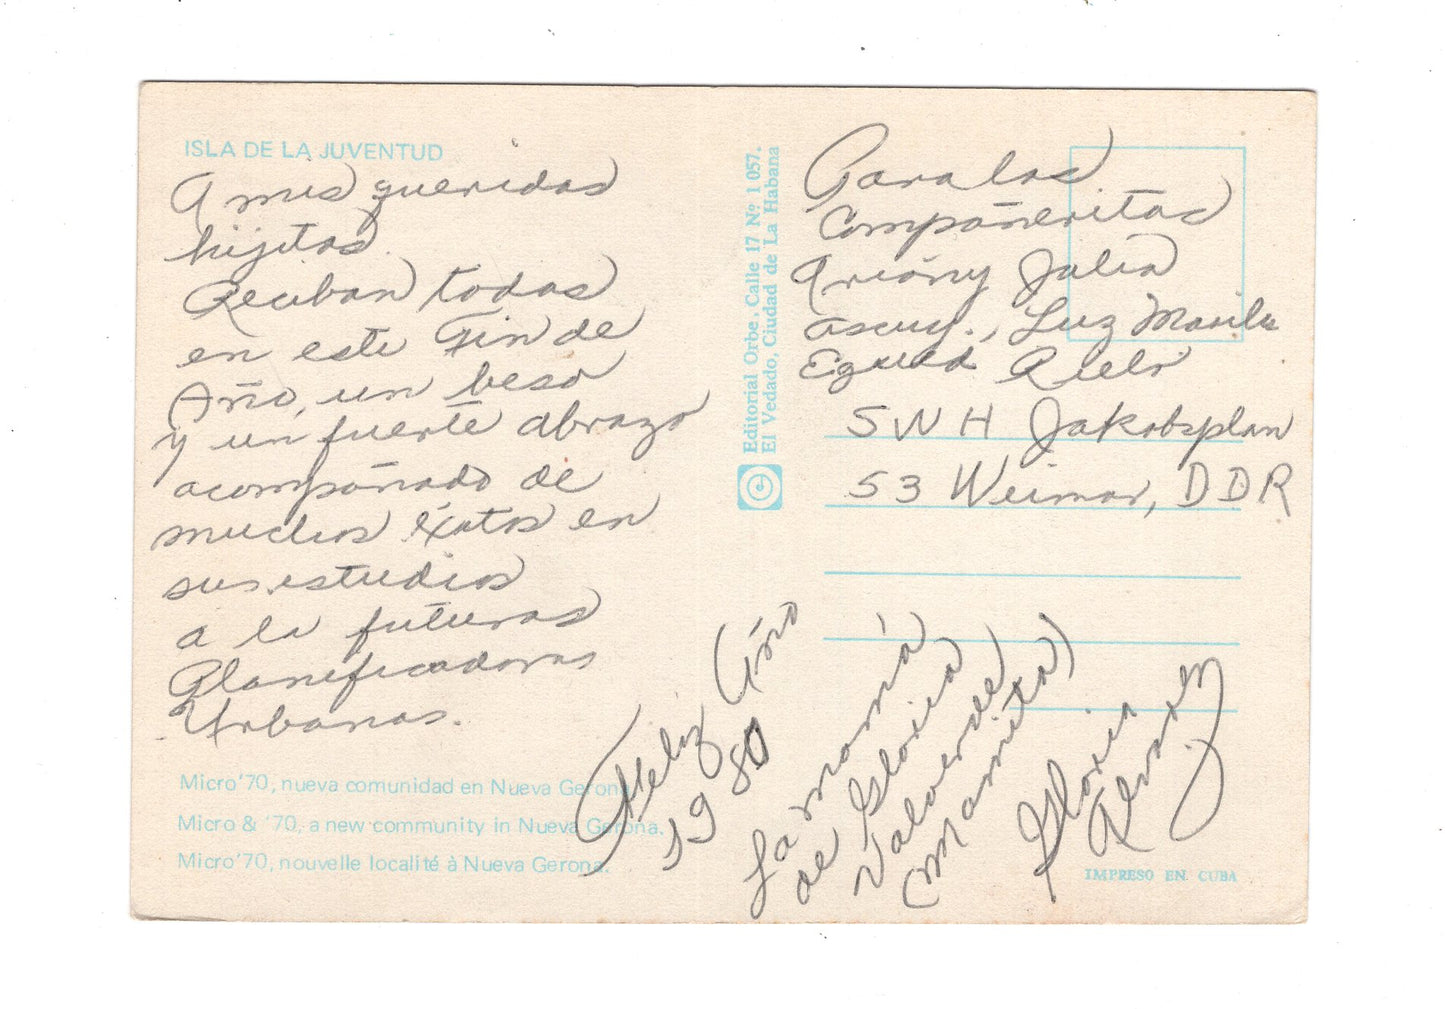 ISLA DE LA JUVENTUD
A mis queridas
hijitas
Reciban todas
en este Fin de
Año, un beso
y un fuerte abrazo
acompañado de
muchos éxitos en
sus estudios
a la futuras
Planificadoras
Urbanas.
Micro '70, nueva comunidad en Nueva Gerona.
Micro & '70, a new community in Nueva Gerona.
Micro '70, nouvelle localité à Nueva Gerona.
Editorial Orbe, Calle 17 Nº 1 057.
El Vedado, Ciudad de La Habana
Para las
Compañeritas
Julia
Luz
SWH Jakobsplan
53 Weimar, DDR
Feliz Año
1980
La mamá
de Gloria
Valverde
(Mamita)
Gloria
IMPRESO EN CUBA